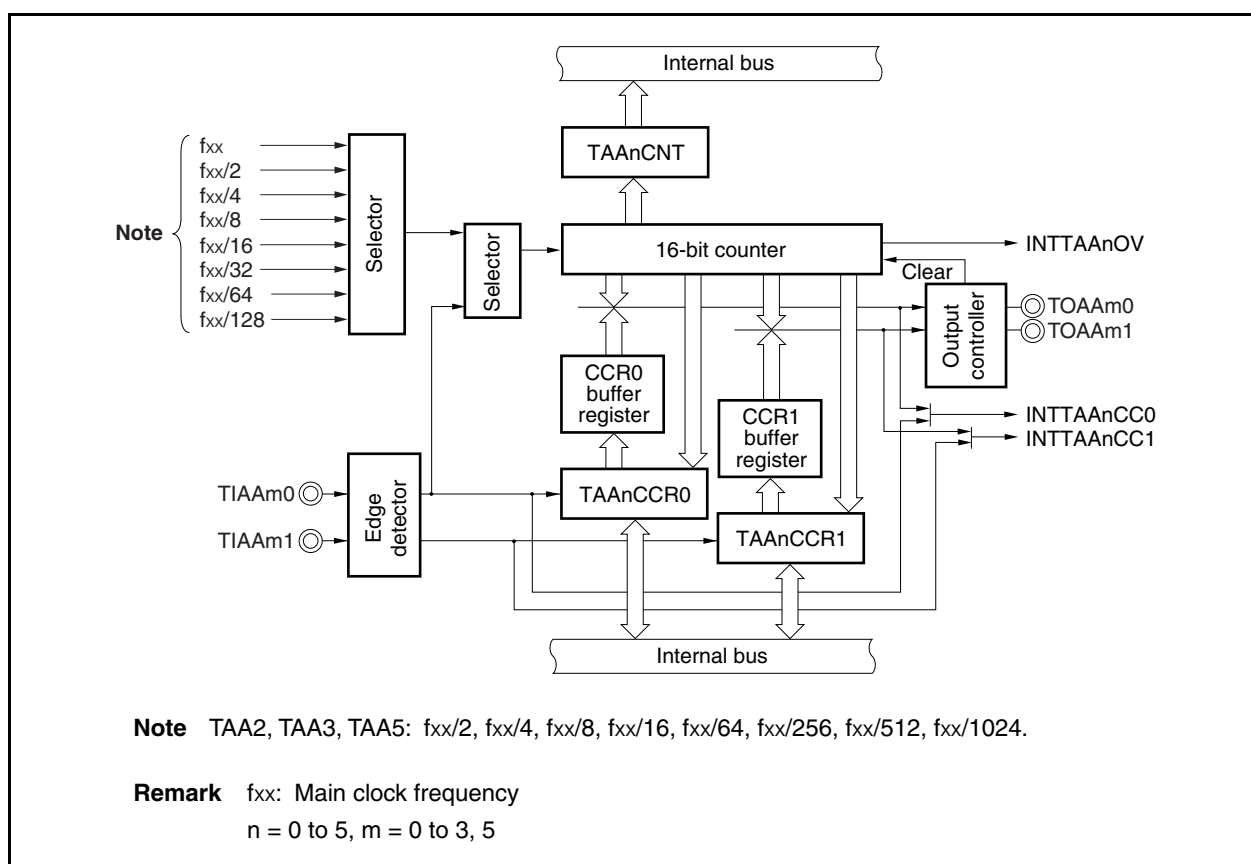 Internal bus
TAAnCNT
fxx
fxx/2
fxx/4
fxx/8
fxx/16
fxx/32
fxx/64
fxx/128
Note
Selector
Selector
16-bit counter
INTTAAnOV
Clear
Output
controller
TOAAm0
TOAAm1
CCR0
buffer
register
CCR1
buffer
register
INTTAAnCC0
INTTAAnCC1
TIAAm0
TIAAm1
Edge
detector
TAAnCCR0
TAAnCCR1
Internal bus
Note TAA2, TAA3, TAA5: fxx/2, fxx/4, fxx/8, fxx/16, fxx/64, fxx/256, fxx/512, fxx/1024.
Remark fxx: Main clock frequency
n = 0 to 5, m = 0 to 3, 5